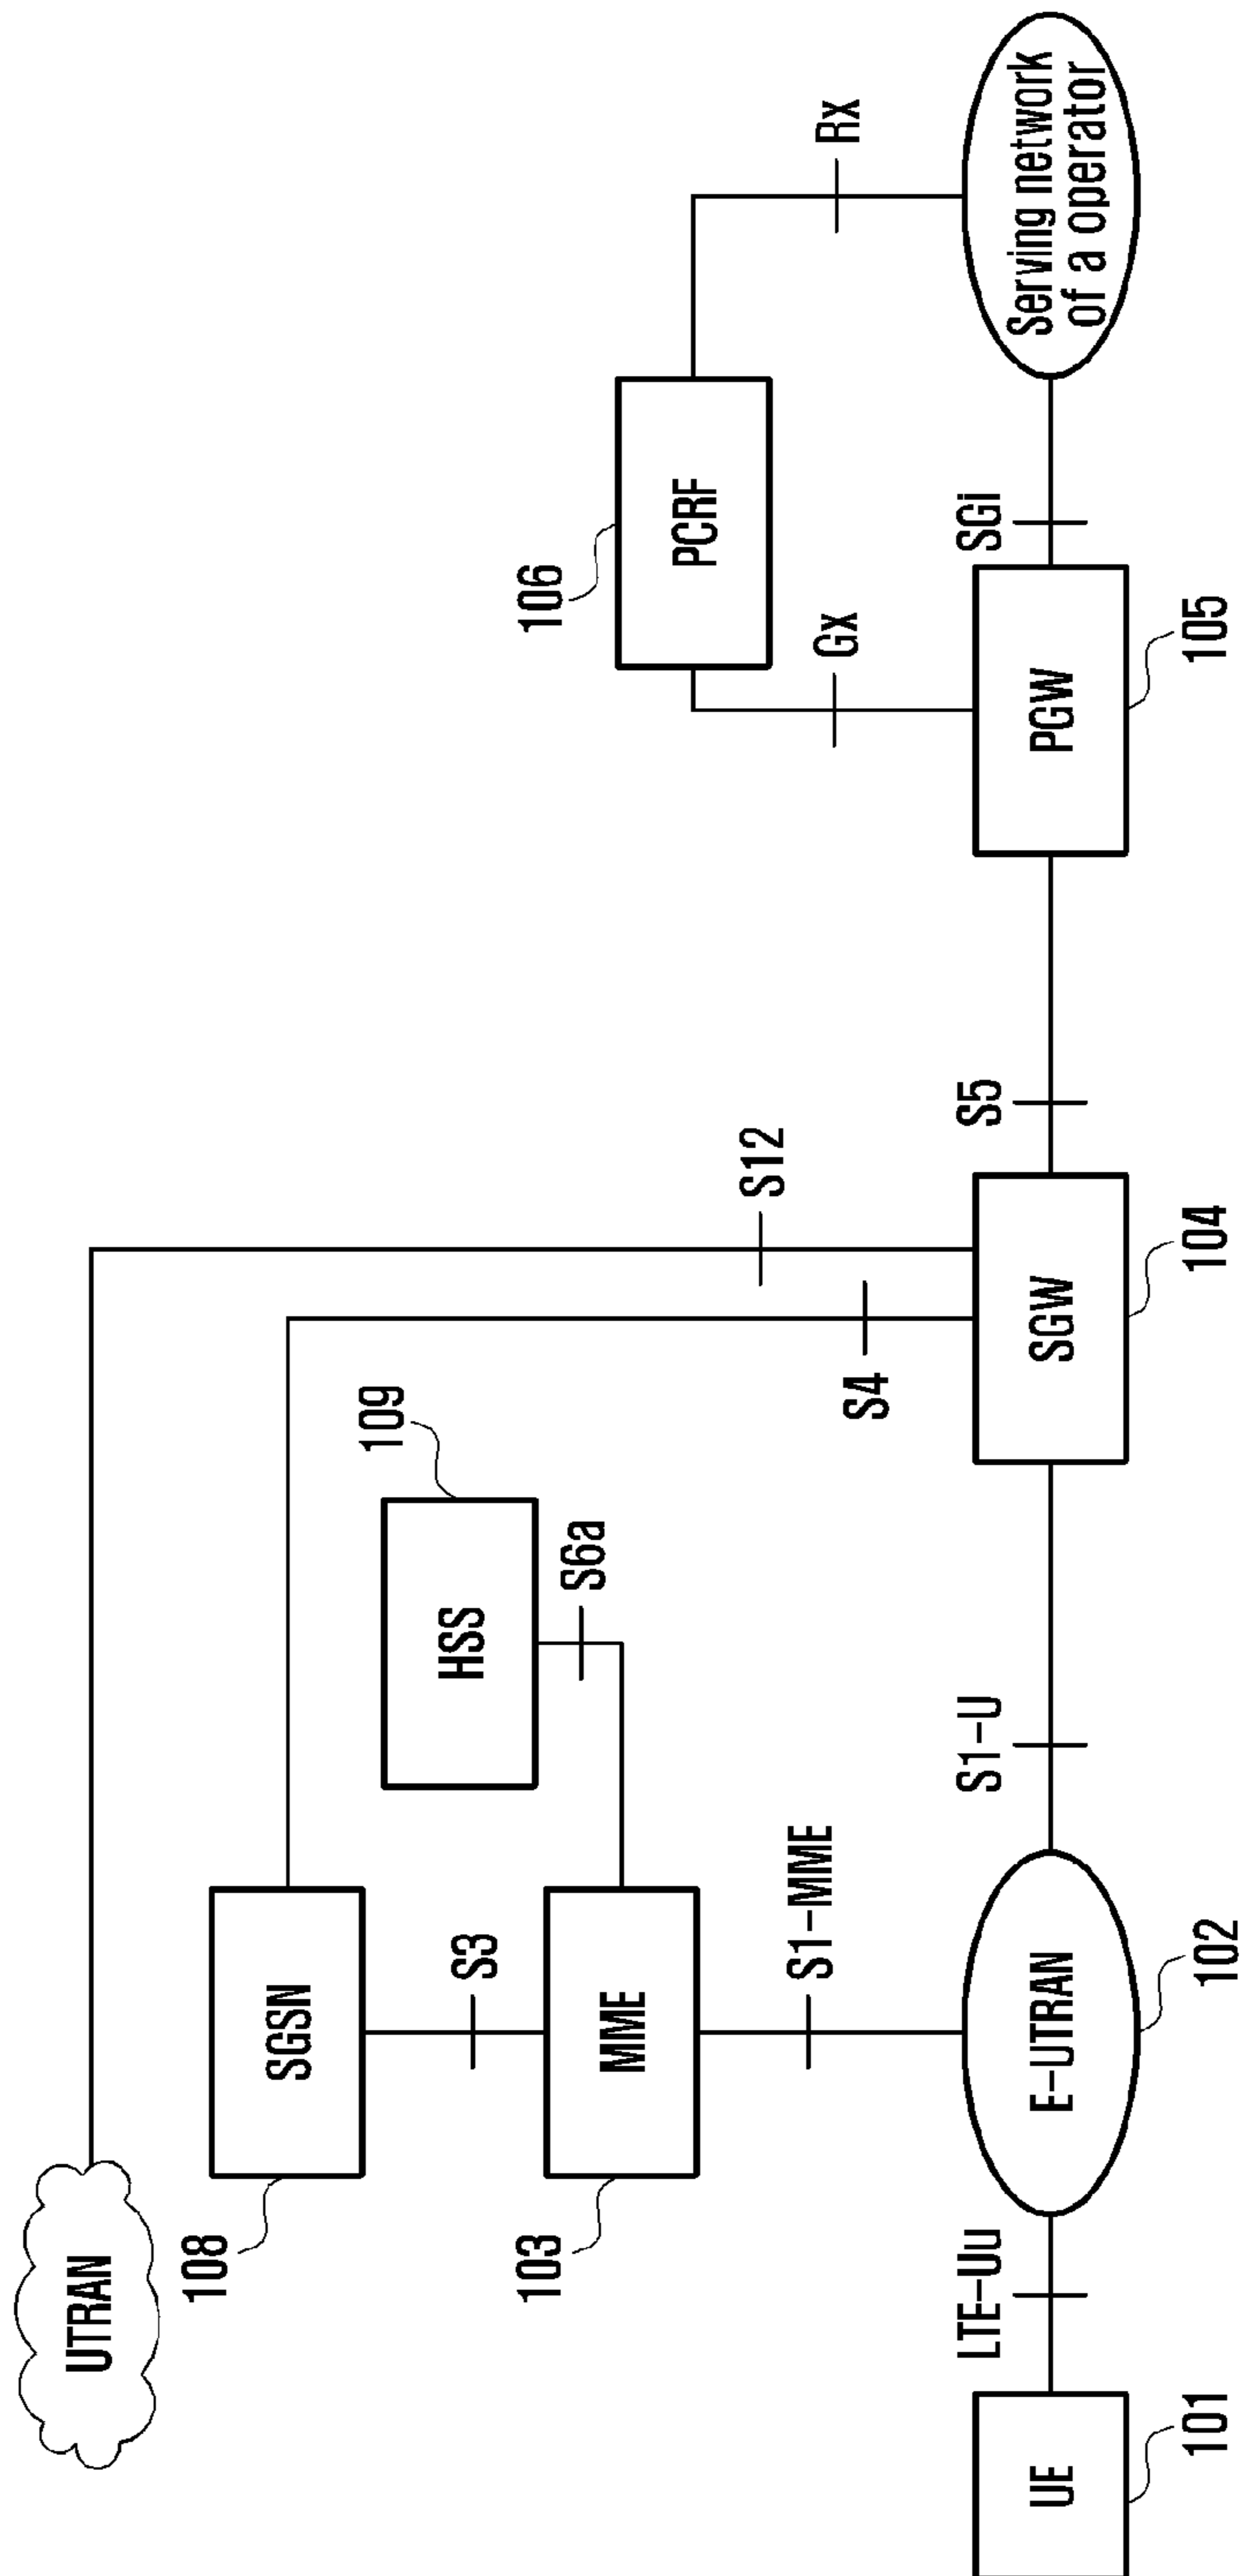 UTRAN
108
SGSN
S3
103
MME
109
HSS
S6a
S1-MME
S12
S4
106
PCRF
Gx
Rx
LTE-Uu
S1-U
S5
SGi
UE
E-UTRAN
SGW
PGW
Serving network
of a operator
101
102
104
105